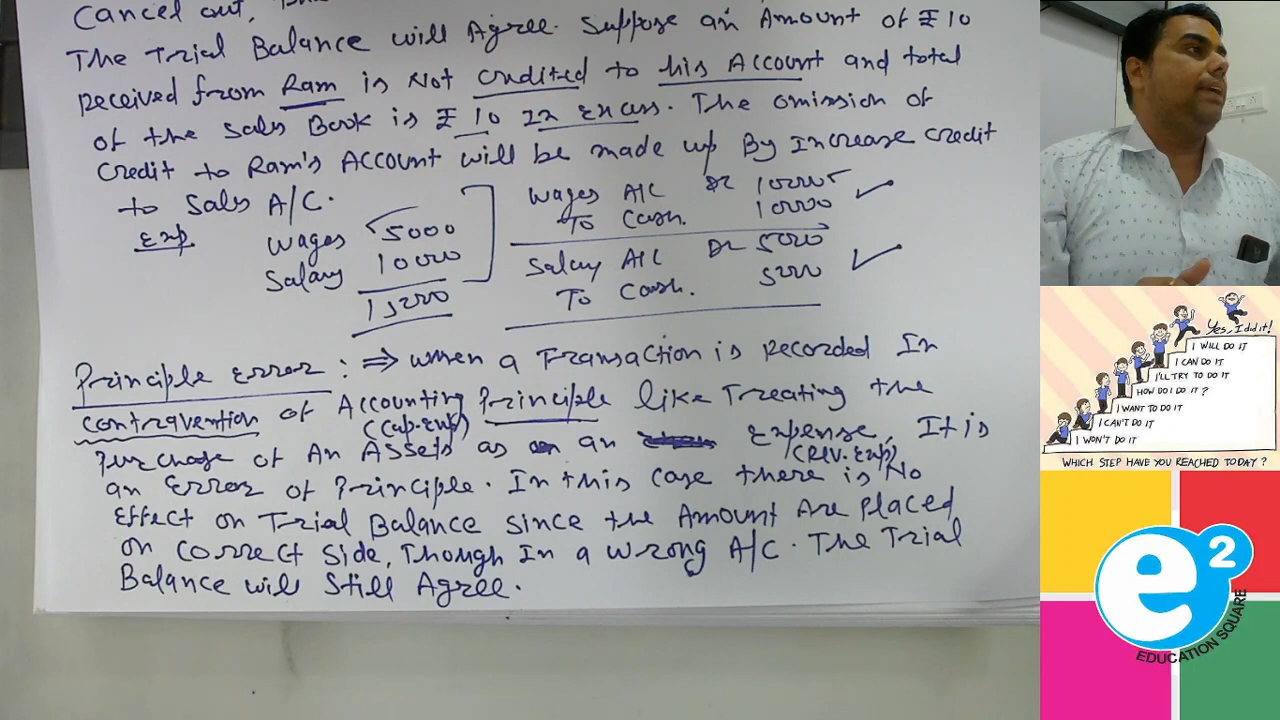 Cancel out,
The Trial Balance will Agree. Suppose an Amount of ₹10
received from Ram is Not credited to his Account and total
of the Sales Book is ₹ 10 In Excess. The omission of
credit to Ram's Account will be made up By Increase credit
to Sales A/C.
Exp
Wages 5000
Salary 10000
15000
Wages A/C Dr 10000
To Cash. 10000
Salary A/C Dr 5000
To Cash. 5000
Principle Error : ⇒ When a Transaction is Recorded In
contravention of Accounting Principle like Treating the
(Cap. Exp)
Purchase of An Assets as an Expense, It is
(Rev. Exp)
an Error of Principle. In this case there is No
Effect on Trial Balance since the Amount Are placed
on correct side, Though In a wrong A/C. The Trial
Balance will Still Agree.
Yes, I did it!
I WILL DO IT
I CAN DO IT
I'LL TRY TO DO IT
HOW DO I DO IT ?
I WANT TO DO IT
I CAN'T DO IT
I WON'T DO IT
WHICH STEP HAVE YOU REACHED TODAY ?
e2
EDUCATION SQUARE